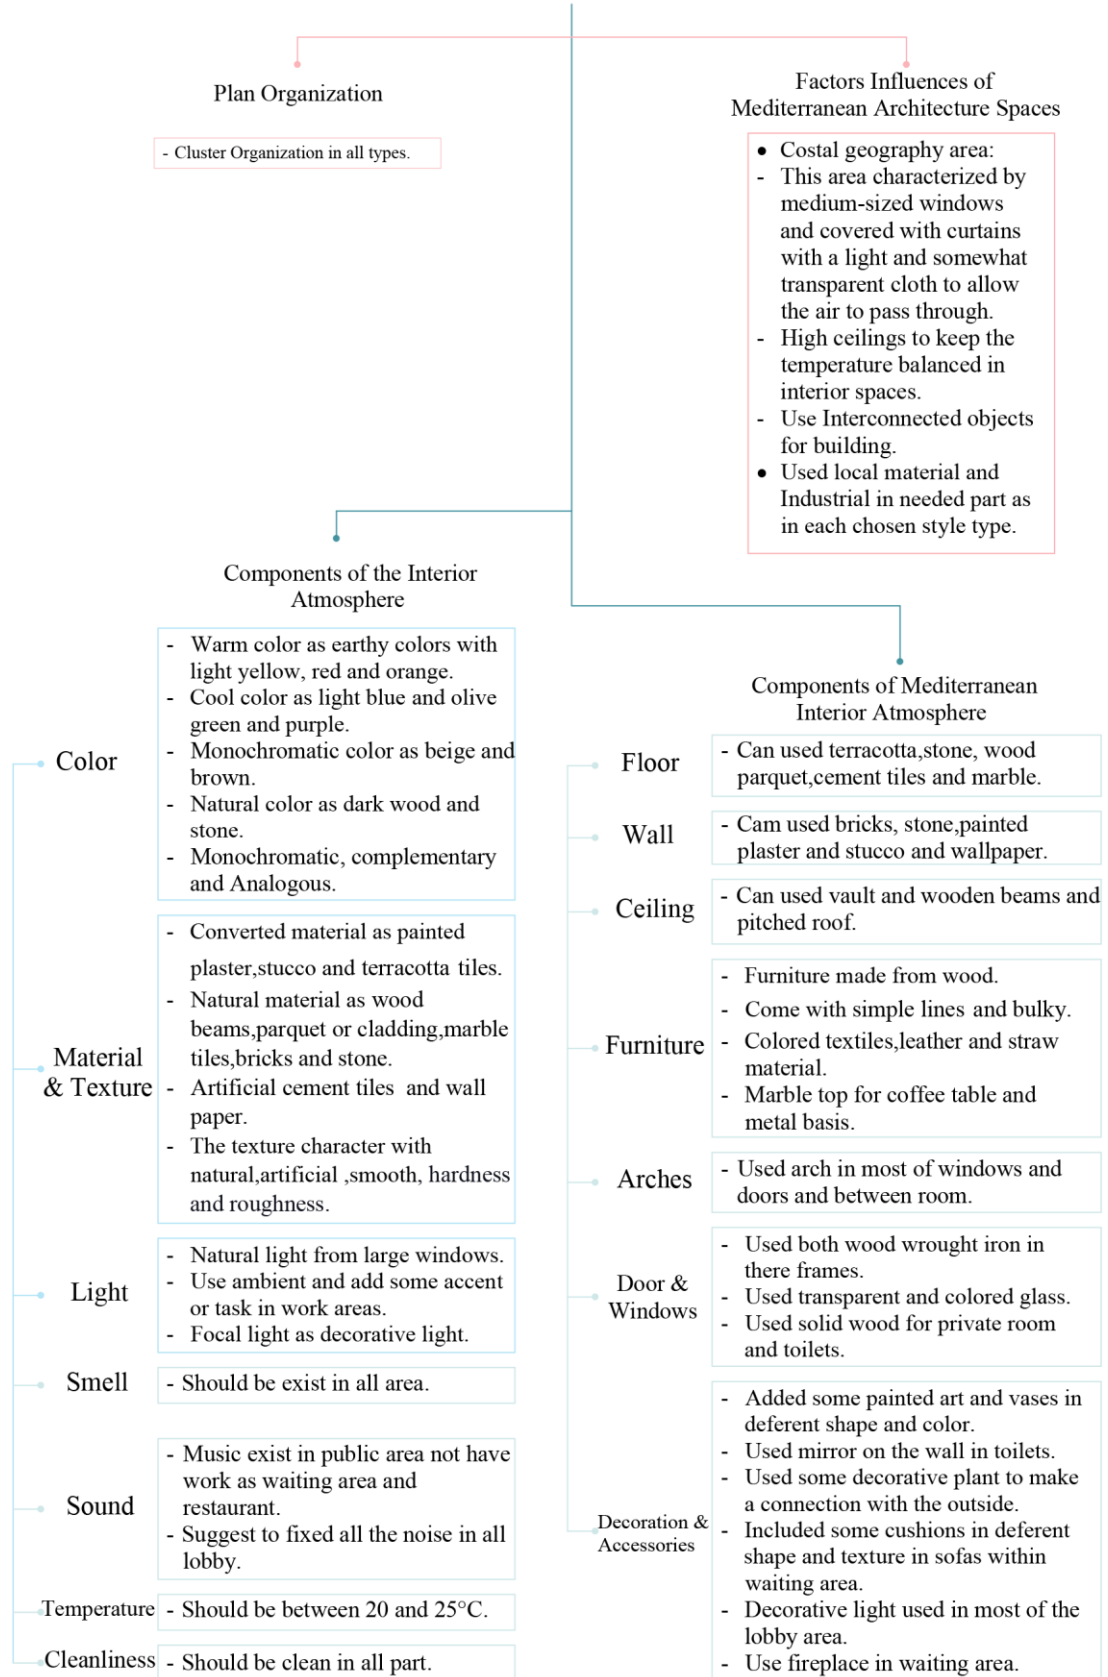 Plan Organization
- Cluster Organization in all types.
Factors Influences of
Mediterranean Architecture Spaces
• Costal geography area:
- This area characterized by
medium-sized windows
and covered with curtains
with a light and somewhat
transparent cloth to allow
the air to pass through.
- High ceilings to keep the
temperature balanced in
interior spaces.
- Use Interconnected objects
for building.
• Used local material and
Industrial in needed part as
in each chosen style type.
Components of the Interior
Atmosphere
Color
- Warm color as earthy colors with
light yellow, red and orange.
- Cool color as light blue and olive
green and purple.
- Monochromatic color as beige and
brown.
- Natural color as dark wood and
stone.
- Monochromatic, complementary
and Analogous.
Material
& Texture
- Converted material as painted
plaster,stucco and terracotta tiles.
- Natural material as wood
beams,parquet or cladding,marble
tiles,bricks and stone.
- Artificial cement tiles and wall
paper.
- The texture character with
natural,artificial ,smooth, hardness
and roughness.
Light
- Natural light from large windows.
- Use ambient and add some accent
or task in work areas.
- Focal light as decorative light.
Smell
- Should be exist in all area.
Sound
- Music exist in public area not have
work as waiting area and
restaurant.
- Suggest to fixed all the noise in all
lobby.
Temperature
- Should be between 20 and 25°C.
Cleanliness
- Should be clean in all part.
Components of Mediterranean
Interior Atmosphere
Floor
- Can used terracotta,stone, wood
parquet,cement tiles and marble.
Wall
- Cam used bricks, stone,painted
plaster and stucco and wallpaper.
Ceiling
- Can used vault and wooden beams and
pitched roof.
Furniture
- Furniture made from wood.
- Come with simple lines and bulky.
- Colored textiles,leather and straw
material.
- Marble top for coffee table and
metal basis.
Arches
- Used arch in most of windows and
doors and between room.
Door &
Windows
- Used both wood wrought iron in
there frames.
- Used transparent and colored glass.
- Used solid wood for private room
and toilets.
Decoration &
Accessories
- Added some painted art and vases in
deferent shape and color.
- Used mirror on the wall in toilets.
- Used some decorative plant to make
a connection with the outside.
- Included some cushions in deferent
shape and texture in sofas within
waiting area.
- Decorative light used in most of the
lobby area.
- Use fireplace in waiting area.